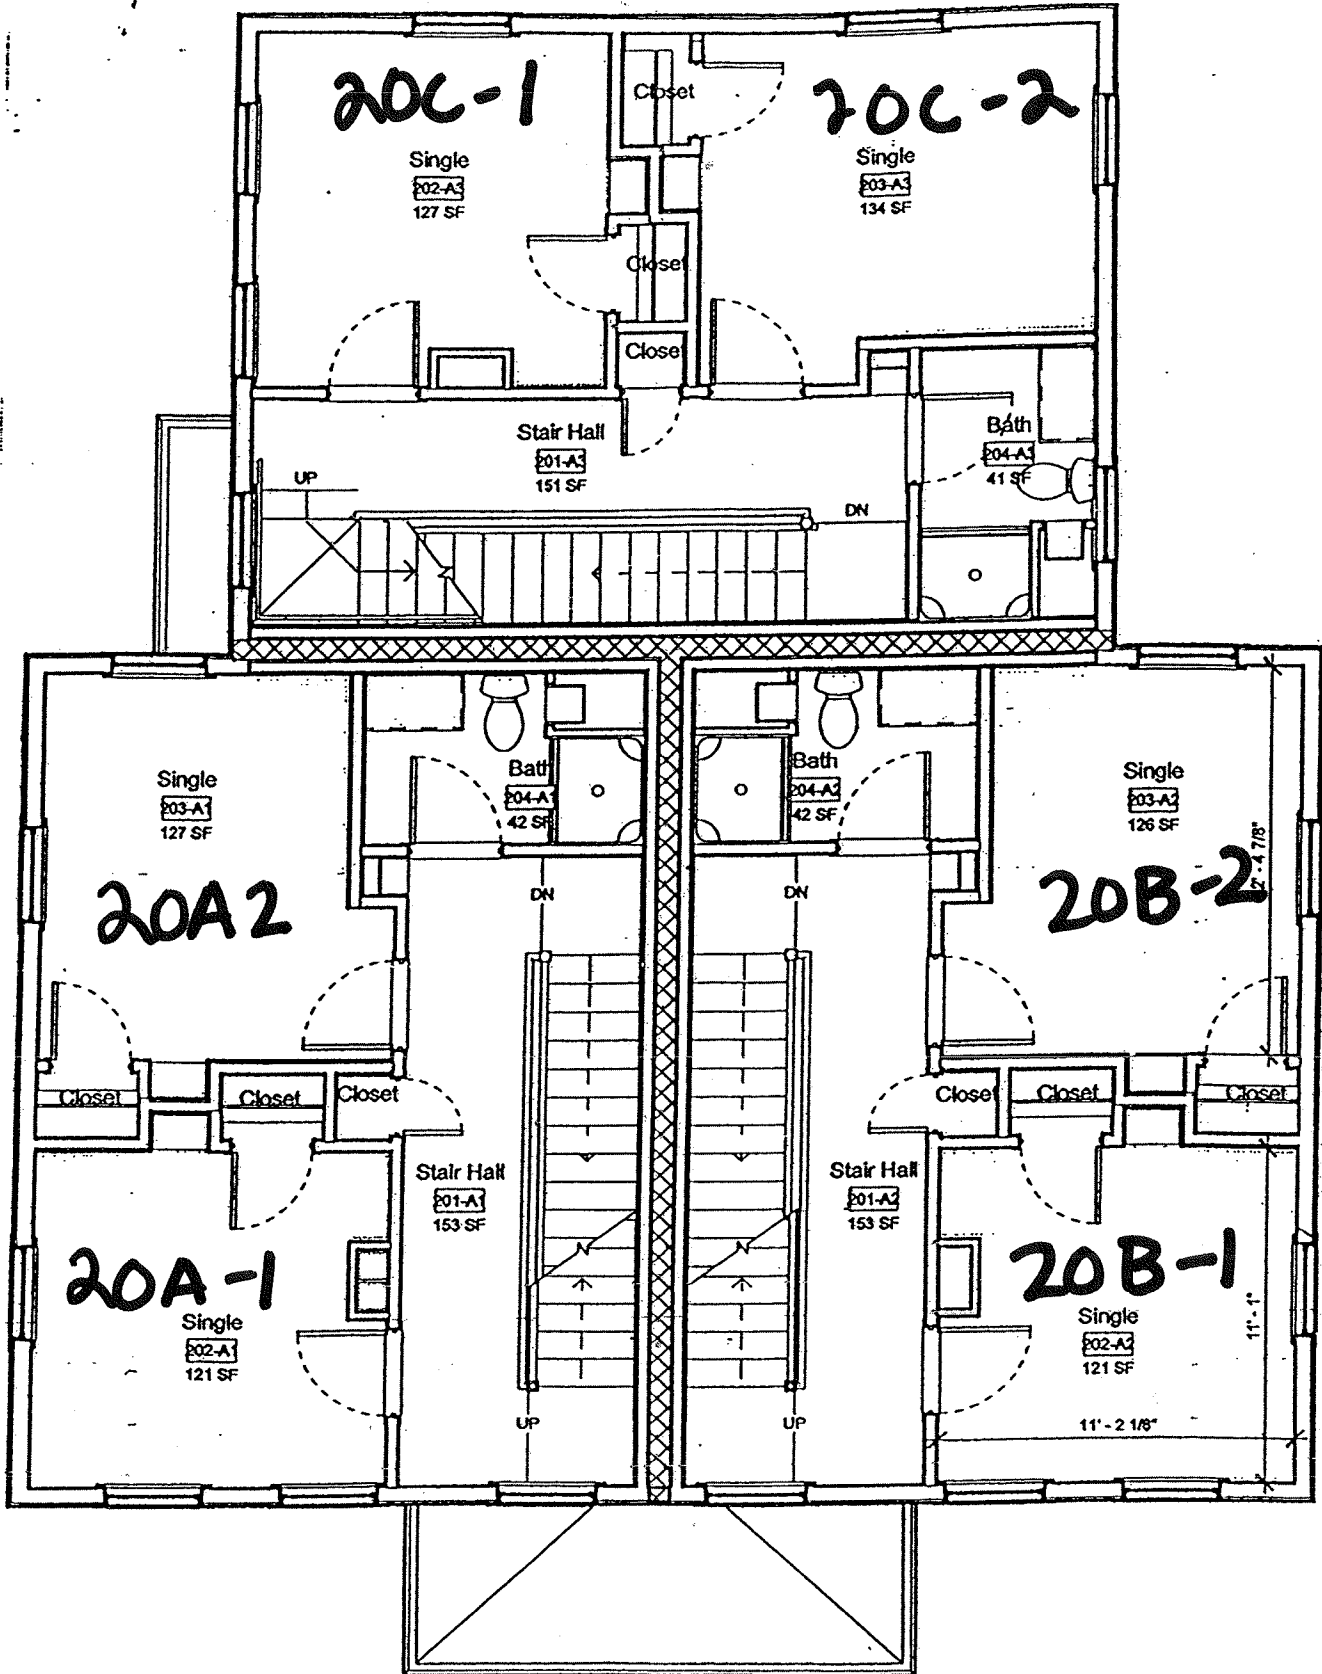 20C-1
Single
202-A3
127 SF
Closet
20C-2
Single
203-A3
134 SF
Closet
Closet
Stair Hall
201-A3
151 SF
UP
DN
Bath
204-A3
41 SF
Single
203-A1
127 SF
20A2
Bath
204-A1
42 SF
DN
Bath
204-A2
42 SF
DN
Single
203-A2
126 SF
20B-2
2' - 4 7/8"
Closet
Closet
Closet
Closet
Closet
Closet
Stair Hall
201-A1
153 SF
Stair Hall
201-A2
153 SF
20A-1
Single
202-A1
121 SF
20B-1
Single
202-A2
121 SF
11' - 1"
11' - 2 1/8"
UP
UP